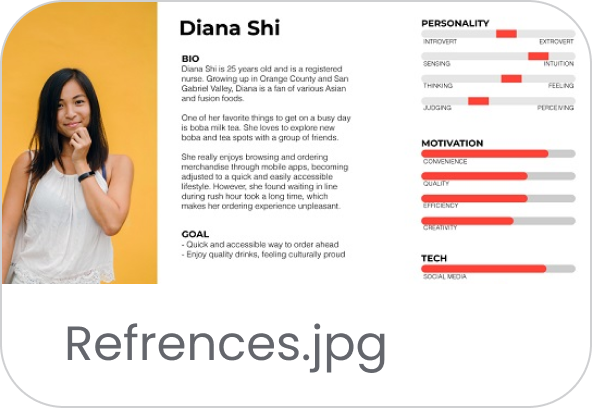 Diana Shi
BIO
Diana Shi is 25 years old and is a registered
nurse. Growing up in Orange County and San
Gabriel Valley, Diana is a fan of various Asian
and fusion foods.
One of her favorite things to get on a busy day
is boba milk tea. She loves to explore new
boba and tea spots with a group of friends.
She really enjoys browsing and ordering
merchandise through mobile apps, becoming
adjusted to a quick and easily accessible
lifestyle. However, she found waiting in line
during rush hour took a long time, which
makes her ordering experience unpleasant.
GOAL
- Quick and accessible way to order ahead
- Enjoy quality drinks, feeling culturally proud
PERSONALITY
INTROVERT EXTROVERT
SENSING INTUITION
THINKING FEELING
JUDGING PERCEIVING
MOTIVATION
CONVENIENCE
QUALITY
EFFICIENCY
CREATIVITY
TECH
SOCIAL MEDIA
Refrences.jpg